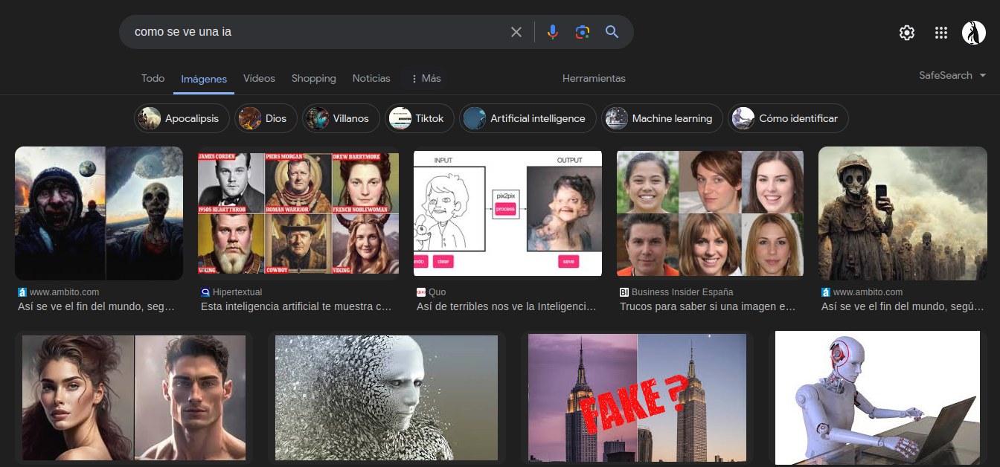 como se ve una ia
Todo Imágenes Videos Shopping Noticias Más Herramientas SafeSearch
Apocalipsis Dios Villanos Tiktok Artificial intelligence Machine learning Cómo identificar
JAMES CORDEN PIERS MORGAN DREW BARRYMORE
1950S HEARTTHROB ROMAN WARRIOR FRENCH NOBLEWOMAN
VIKING COWBOY VIKING
INPUT OUTPUT
pix2pix
process
ndo clear save
www.ambito.com
Así se ve el fin del mundo, seg...
Hipertextual
Esta inteligencia artificial te muestra c...
QUO Quo
Así de terribles nos ve la Inteligenci...
BI Business Insider España
Trucos para saber si una imagen e...
www.ambito.com
Así se ve el fin del mundo, segú...
FAKE?